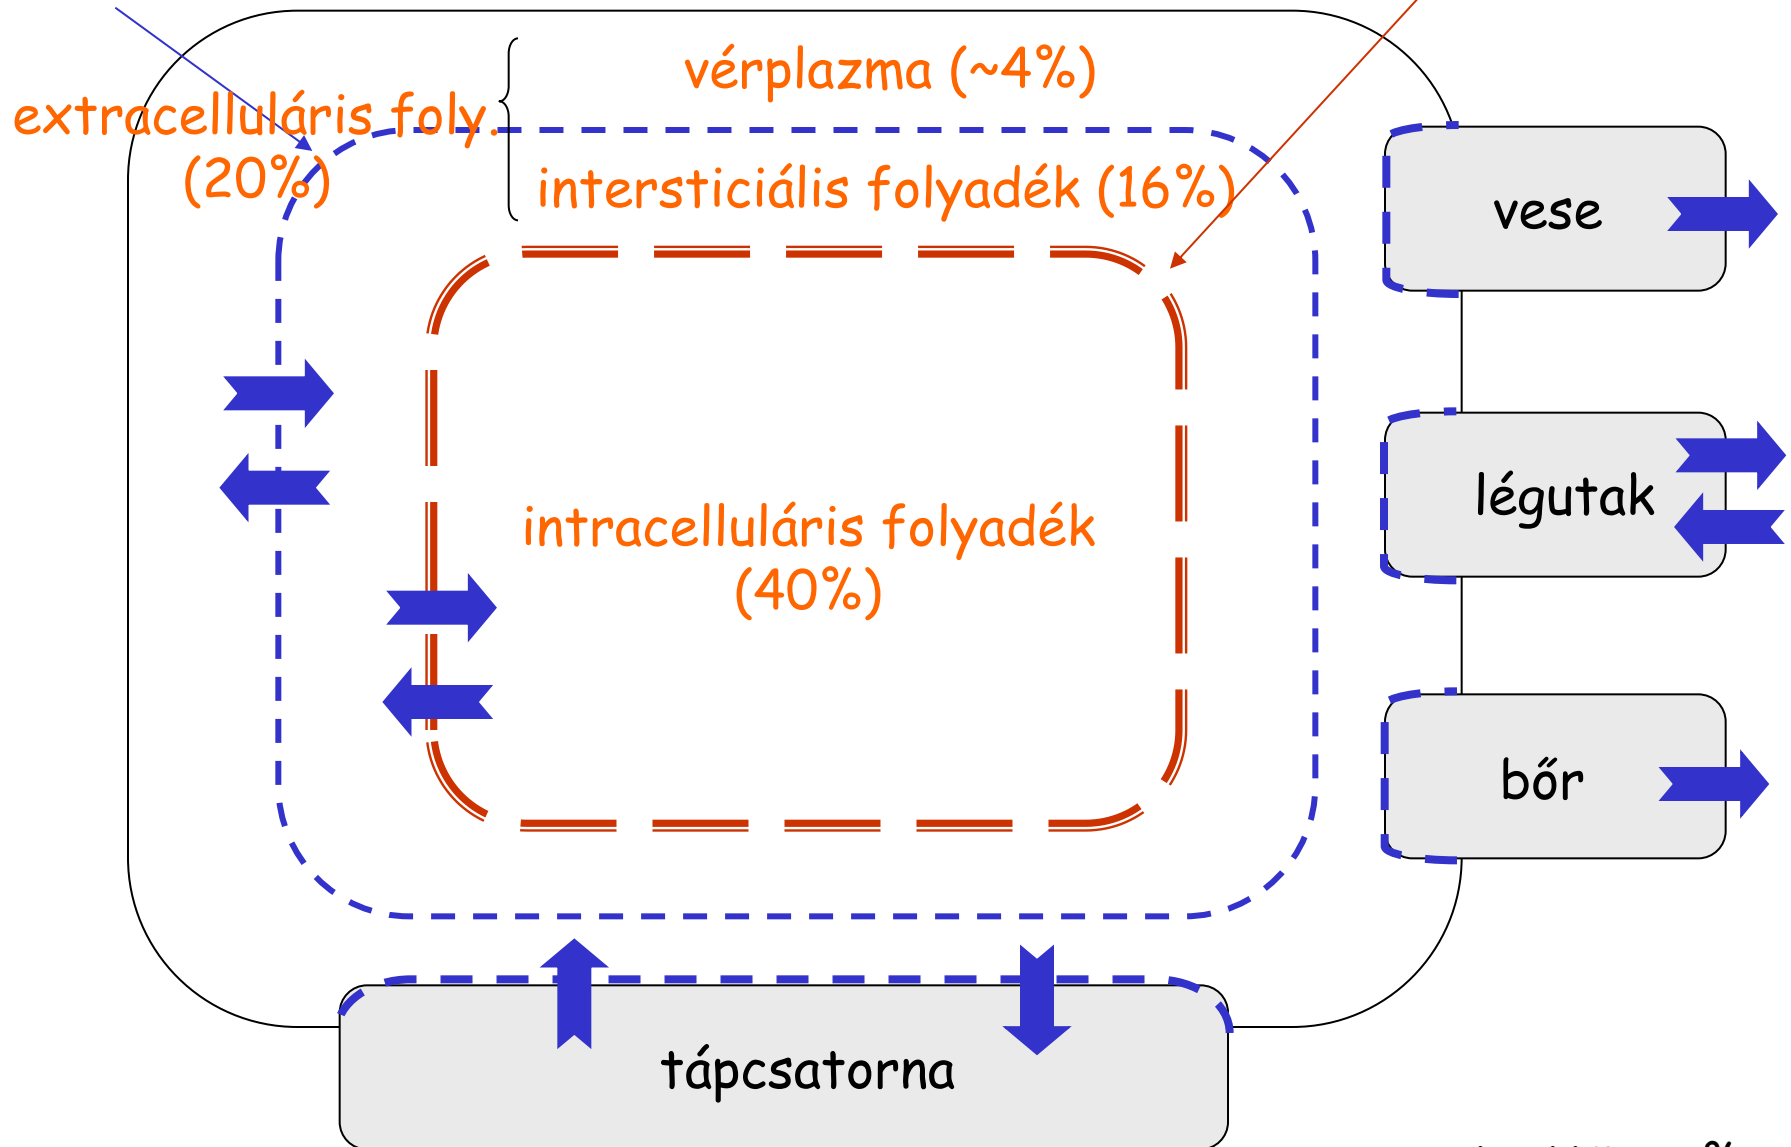 vérplazma (~4%)
extracelluláris foly.
(20%)
intersticiális folyadék (16%)
vese
légutak
intracelluláris folyadék
(40%)
bőr
tápcsatorna
%